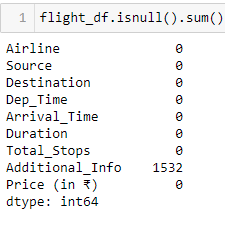 1 flight_df.isnull().sum()
Airline 0
Source 0
Destination 0
Dep_Time 0
Arrival_Time 0
Duration 0
Total_Stops 0
Additional_Info 1532
Price (in ₹) 0
dtype: int64